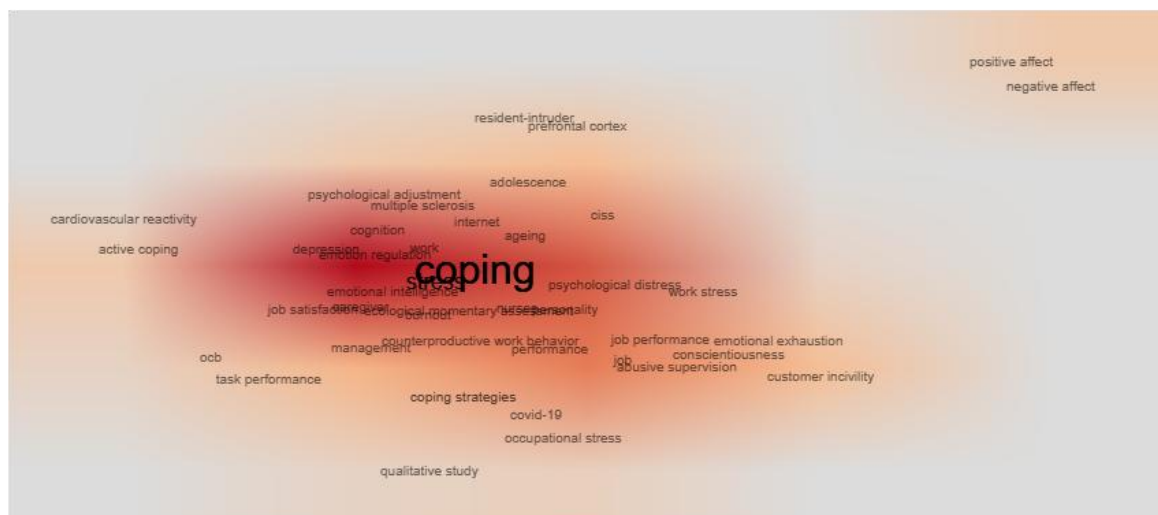 positive affect
negative affect
resident-intruder
prefrontal cortex
adolescence
psychological adjustment
multiple sclerosis
cardiovascular reactivity
ciss
internet
cognition
ageing
active coping
depression
work
emotion regulation
coping
stress
psychological distress
emotional intelligence
work stress
job satisfaction
caregiver
ecological momentary assessment
nurses
personality
burnout
counterproductive work behavior
job performance
emotional exhaustion
management
performance
conscientiousness
ocb
job
abusive supervision
task performance
customer incivility
coping strategies
covid-19
occupational stress
qualitative study